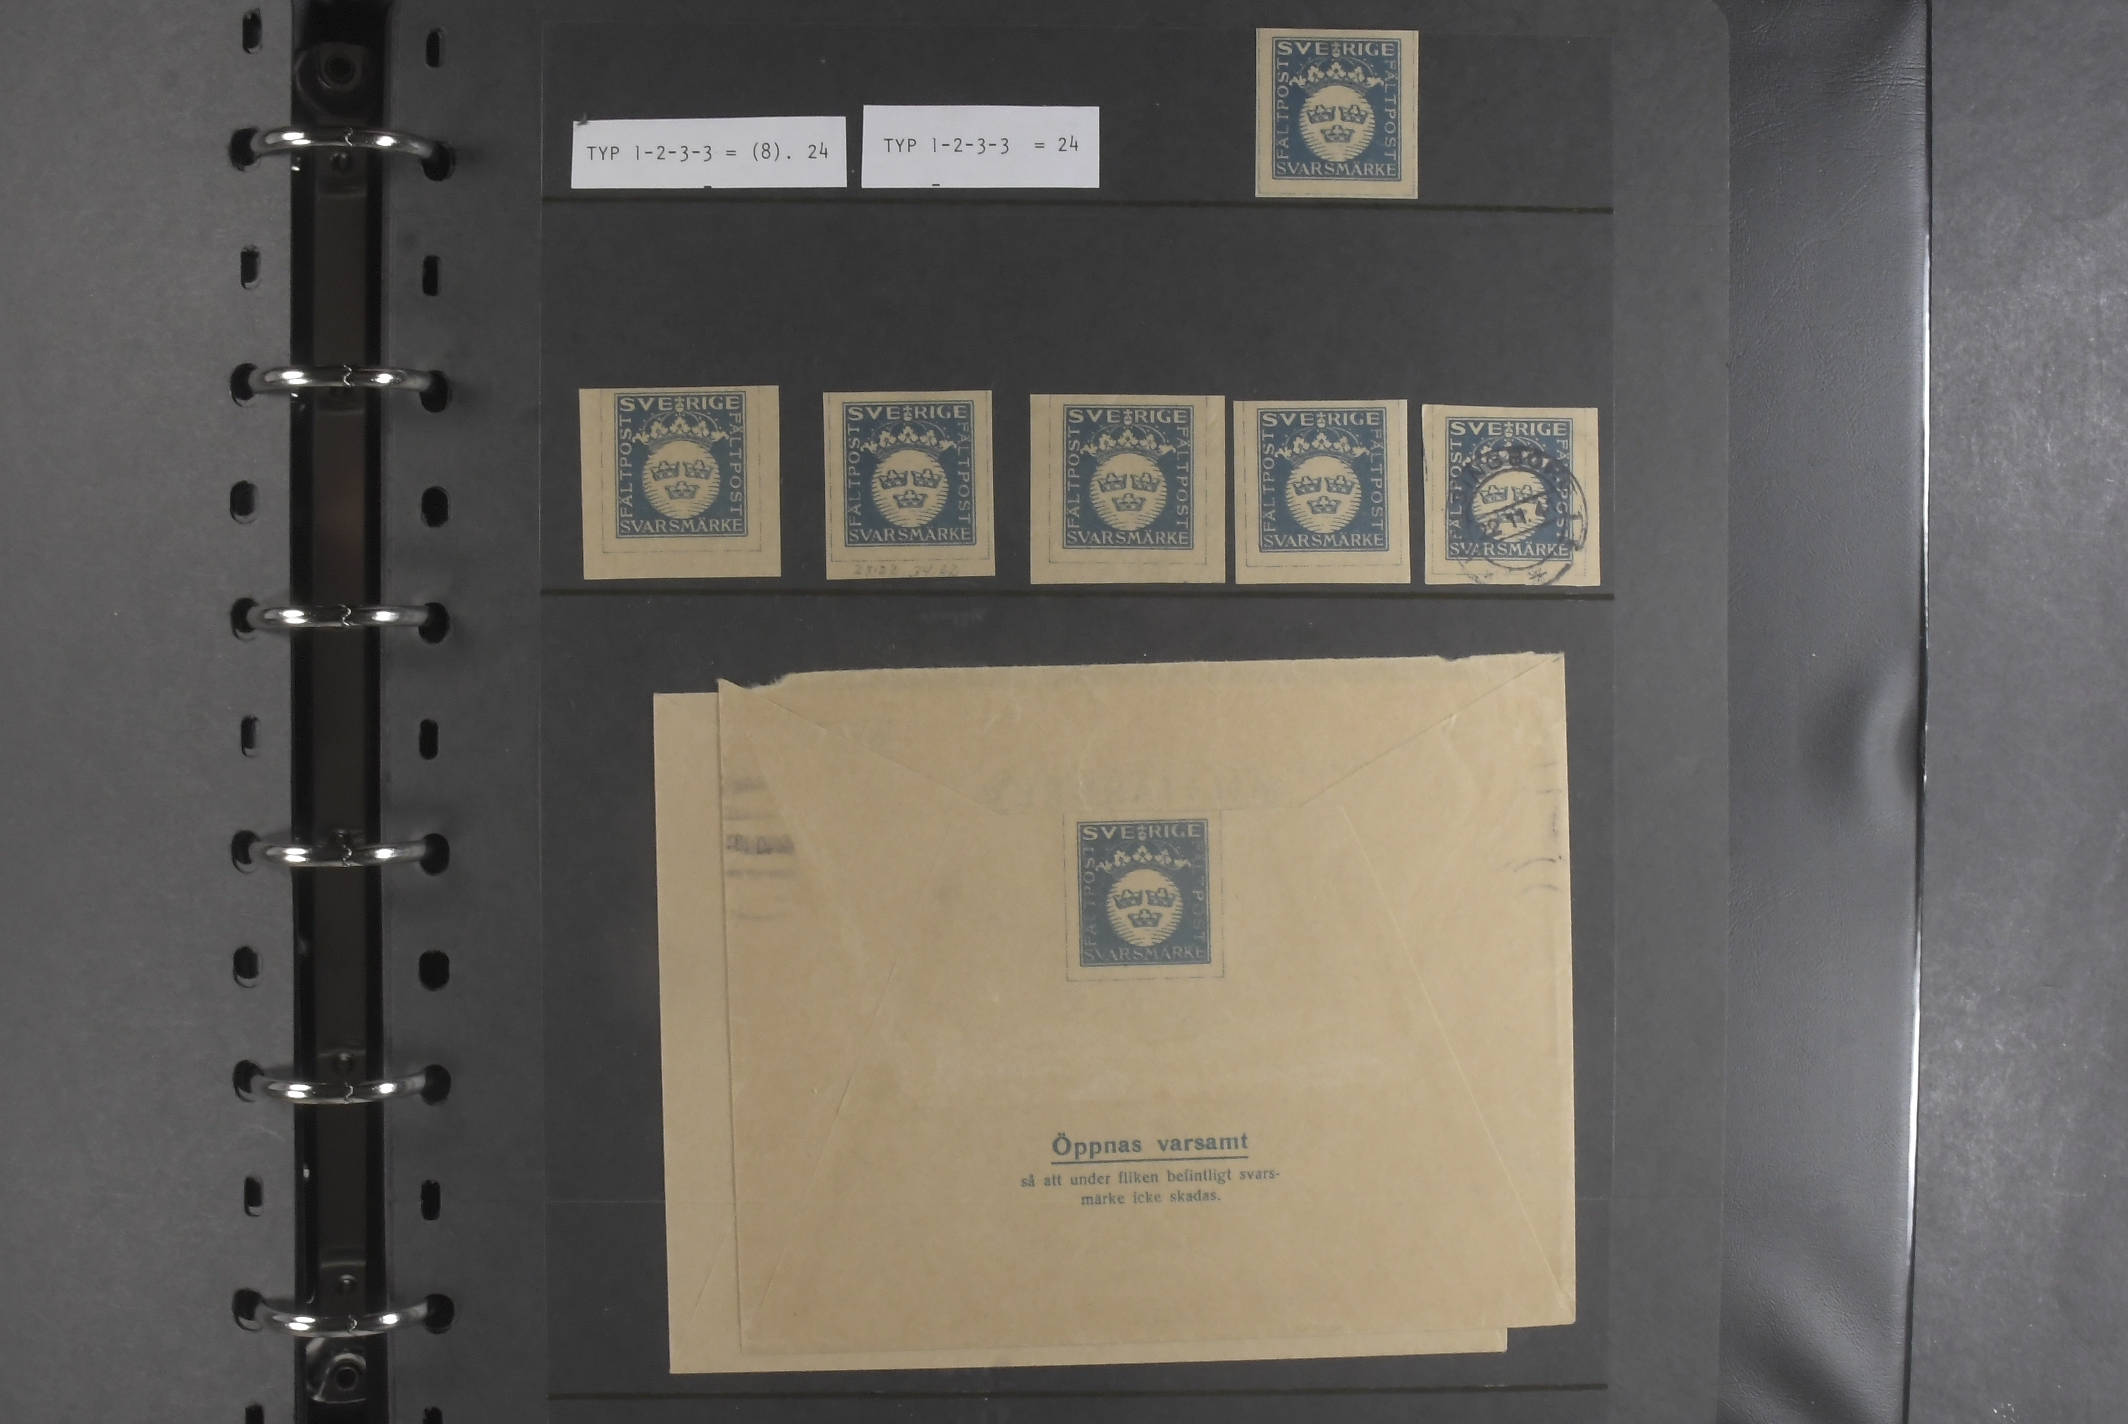 TYP 1-2-3-3 = (8). 24
TYP 1-2-3-3 = 24
SVERIGE
FÄLTPOST
FÄLTPOST
SVARSMÄRKE
SVERIGE
FÄLTPOST
FÄLTPOST
SVARSMÄRKE
SVERIGE
FÄLTPOST
FÄLTPOST
SVARSMÄRKE
SVERIGE
FÄLTPOST
FÄLTPOST
SVARSMÄRKE
SVERIGE
FÄLTPOST
FÄLTPOST
SVARSMÄRKE
SVERIGE
FÄLTPOST
FÄLTPOST
SVARSMÄRKE
SVERIGE
FÄLTPOST
FÄLTPOST
SVARSMÄRKE
Öppnas varsamt
så att under fliken befintligt svars-
märke icke skadas.